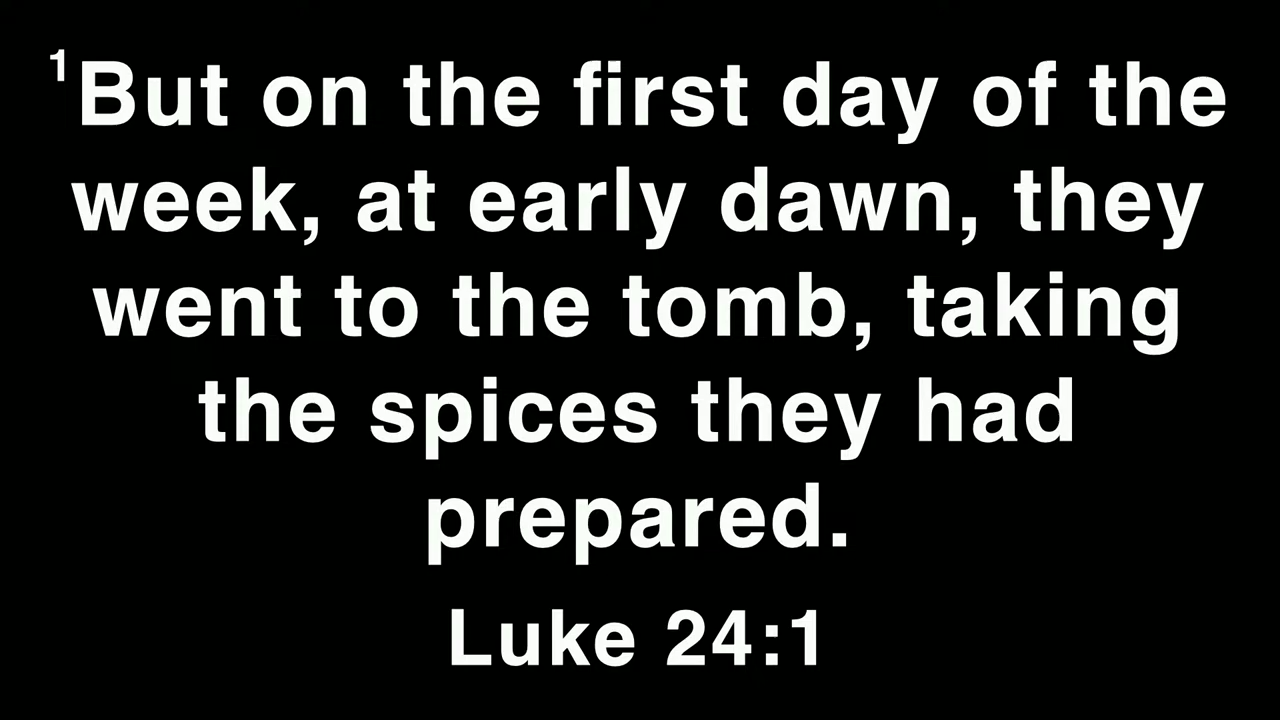 ¹But on the first day of the
week, at early dawn, they
went to the tomb, taking
the spices they had
prepared.
Luke 24:1